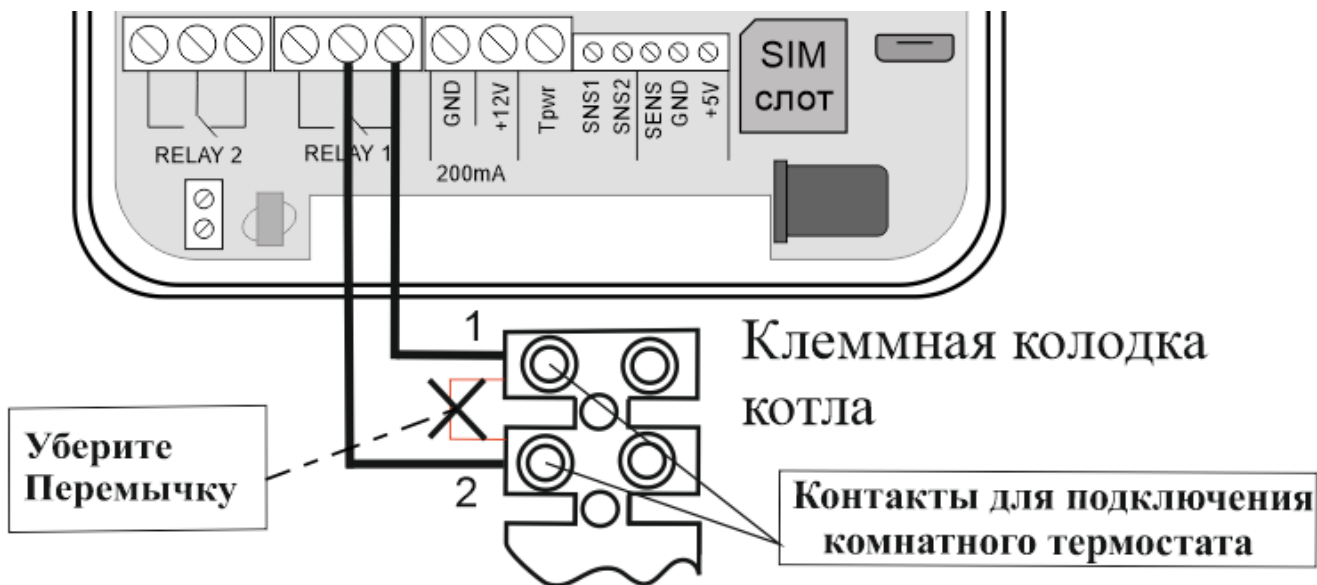 SIM
слот
GND
+12V
Tpwr
SNS1
SNS2
SENS
GND
+5V
RELAY 2
RELAY 1
200mA
1
Клеммная колодка
котла
Уберите
Перемычку
2
Контакты для подключения
комнатного термостата